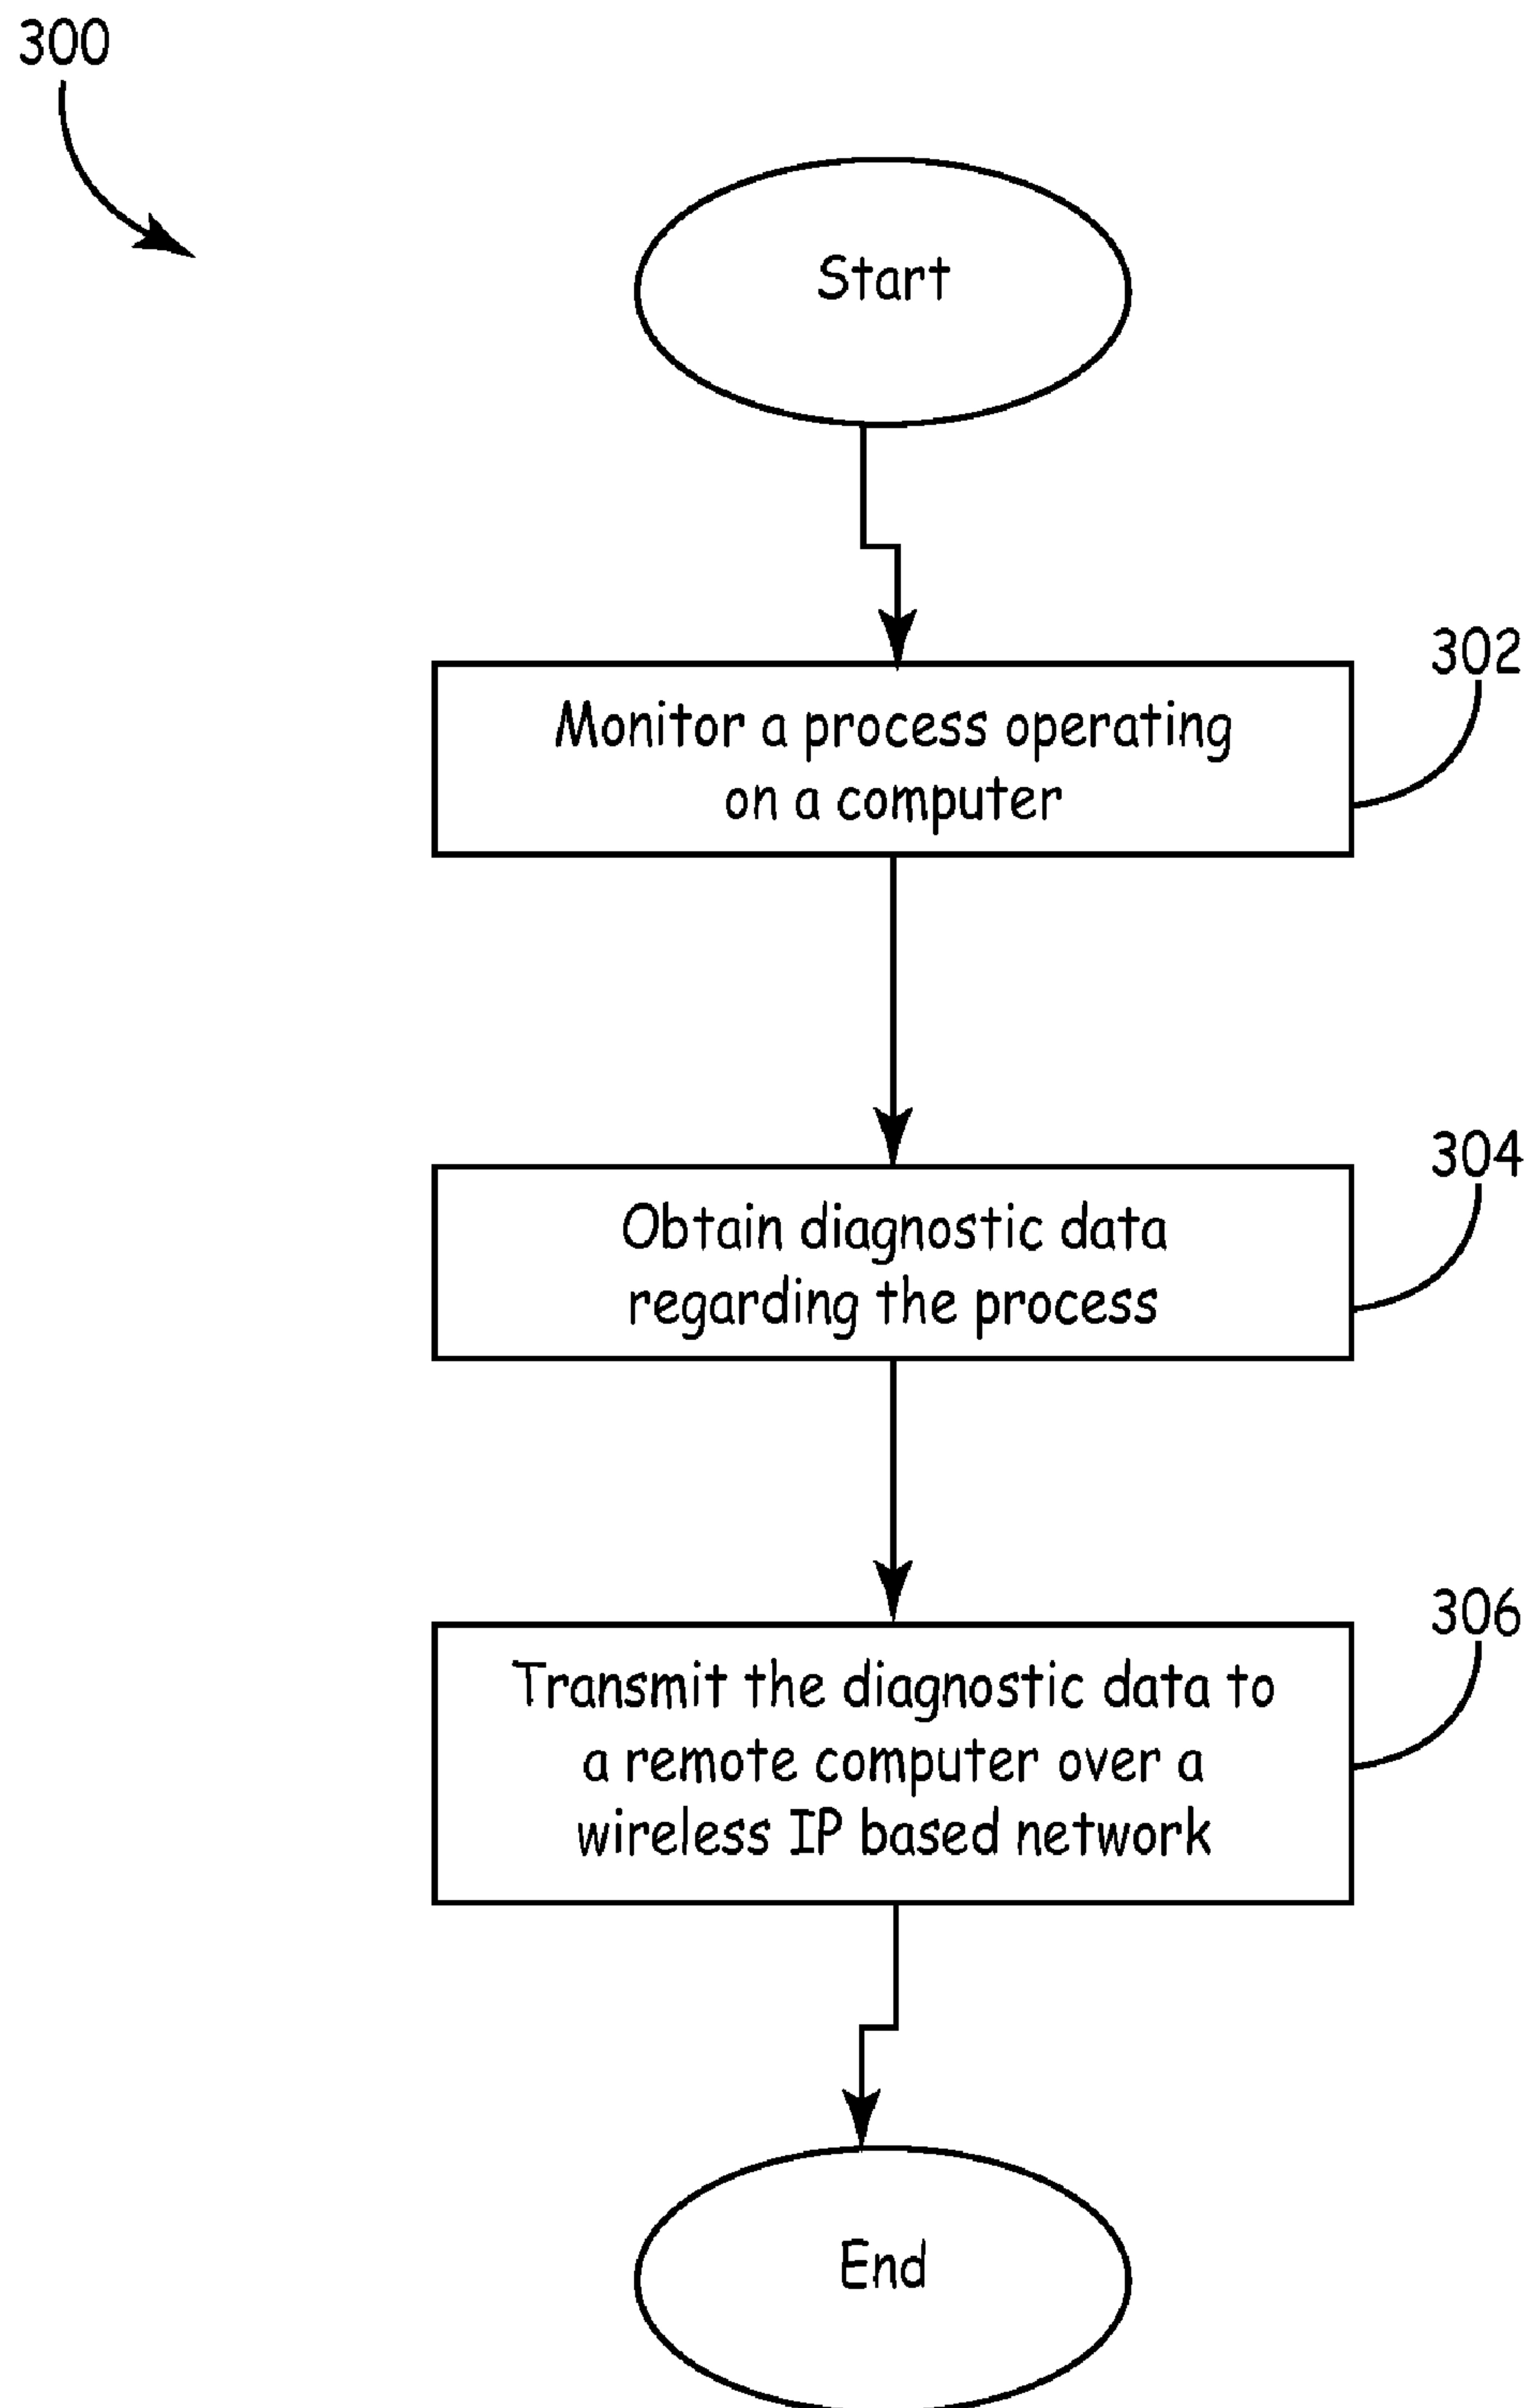 300
Start
302
Monitor a process operating
on a computer
304
Obtain diagnostic data
regarding the process
306
Transmit the diagnostic data to
a remote computer over a
wireless IP based network
End